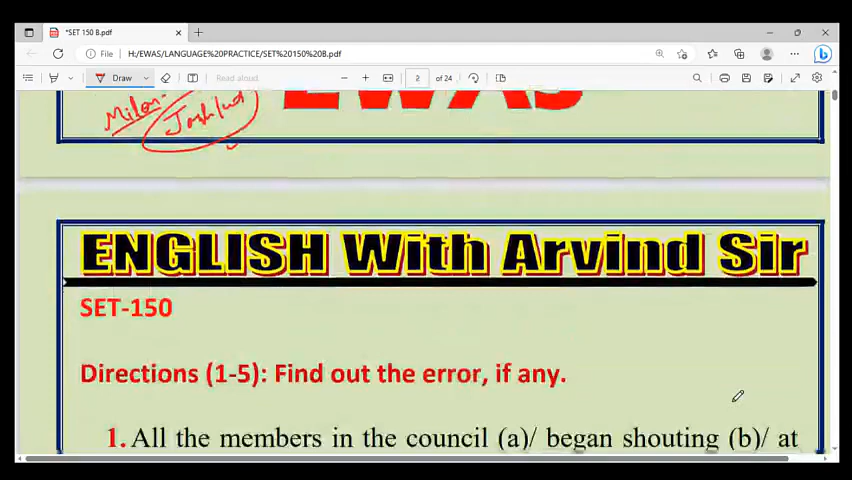 *SET 150 B.pdf
File
H:/EWAS/LANGUAGE%20PRACTICE/SET%20150%20B.pdf
Draw
Read aloud
2
of 24
EWAS
ENGLISH With Arvind Sir
SET-150
Directions (1-5): Find out the error, if any.
1. All the members in the council (a)/ began shouting (b)/ at